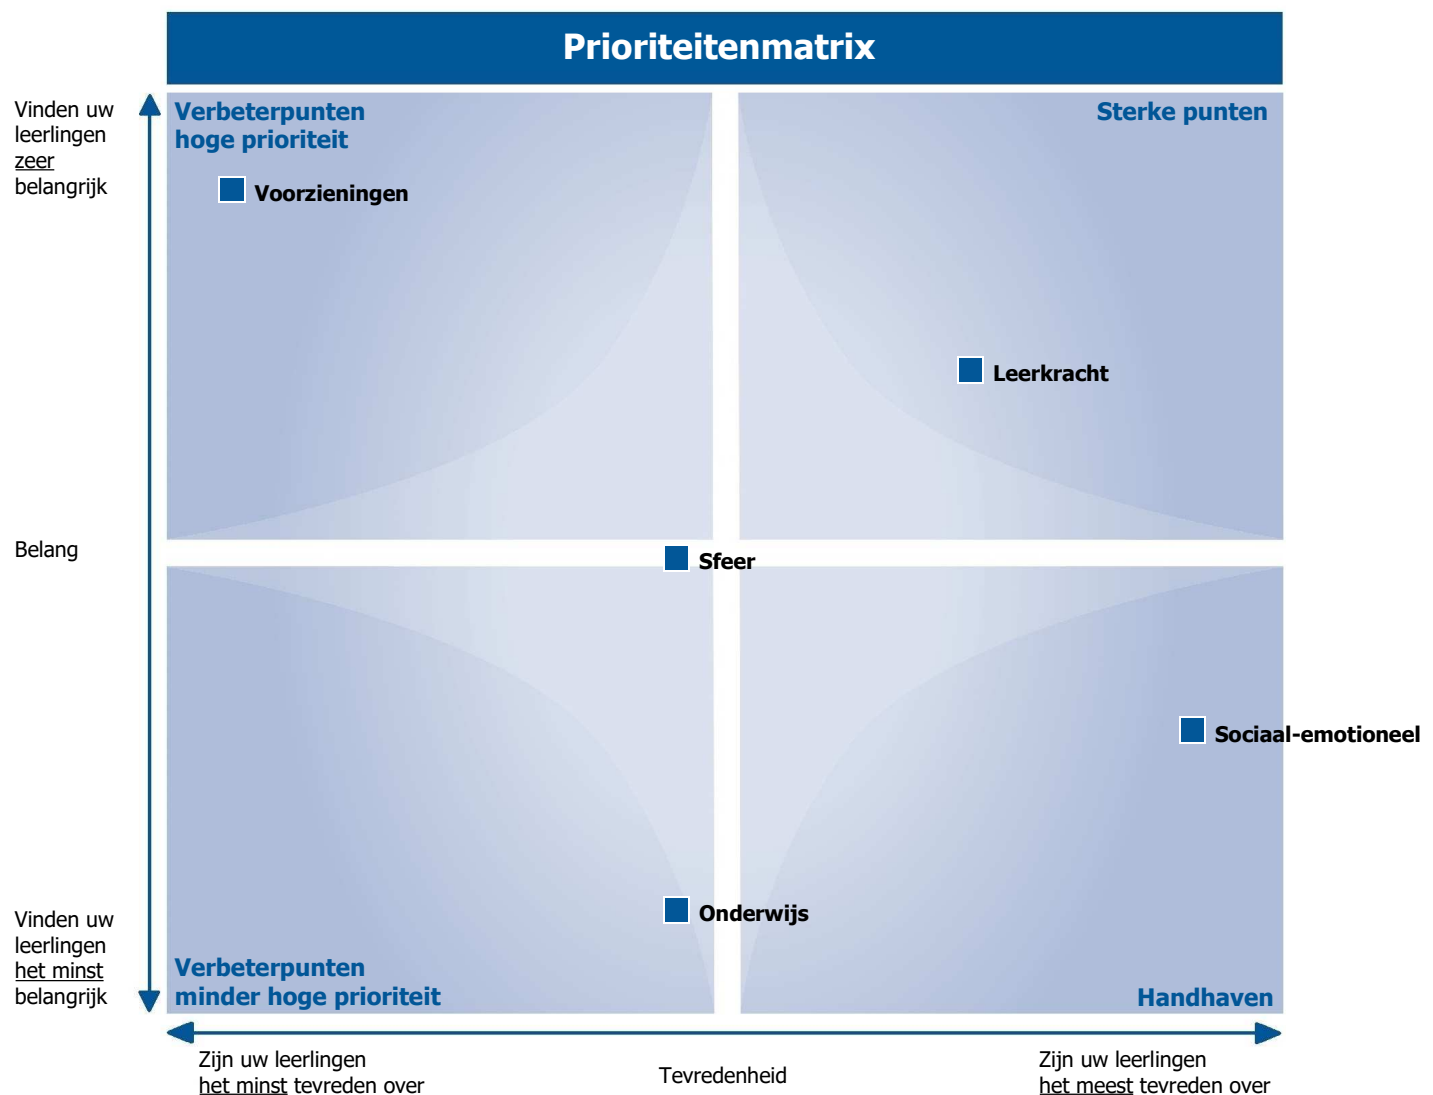 Prioriteitenmatrix
Vinden uw
leerlingen
zeer
belangrijk
Verbeterpunten
hoge prioriteit
Sterke punten
Voorzieningen
Leerkracht
Belang
Sfeer
Sociaal-emotioneel
Onderwijs
Vinden uw
leerlingen
het minst
belangrijk
Verbeterpunten
minder hoge prioriteit
Handhaven
Zijn uw leerlingen
het minst tevreden over
Tevredenheid
Zijn uw leerlingen
het meest tevreden over